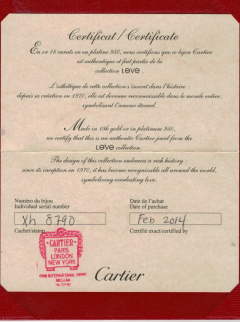 Certificat / Certificate
En or 18 carats ou en platine 950, nous certifions que ce bijou Cartier
est authentique et fait partie de la
collection LOVE.
L'esthétique de cette collection s'inscrit dans l'histoire :
depuis sa création en 1970, elle est devenue reconnaissable dans le monde entier,
symbolisant l'amour éternel.
Made in 18k gold or in platinum 950,
we certify that this is an authentic Cartier jewel from the
LOVE collection.
The design of this collection embraces a rich history :
since its inception in 1970, it has become recognisable all around the world,
symbolising everlasting love.
Numéro du bijou
Individual serial number
Date de l'achat
Date of purchase
Xh 8790
Feb 2014
Cachet/stamp
Certifié exact/certified by
CARTIER
PARIS
LONDON
NEW YORK
Cartier